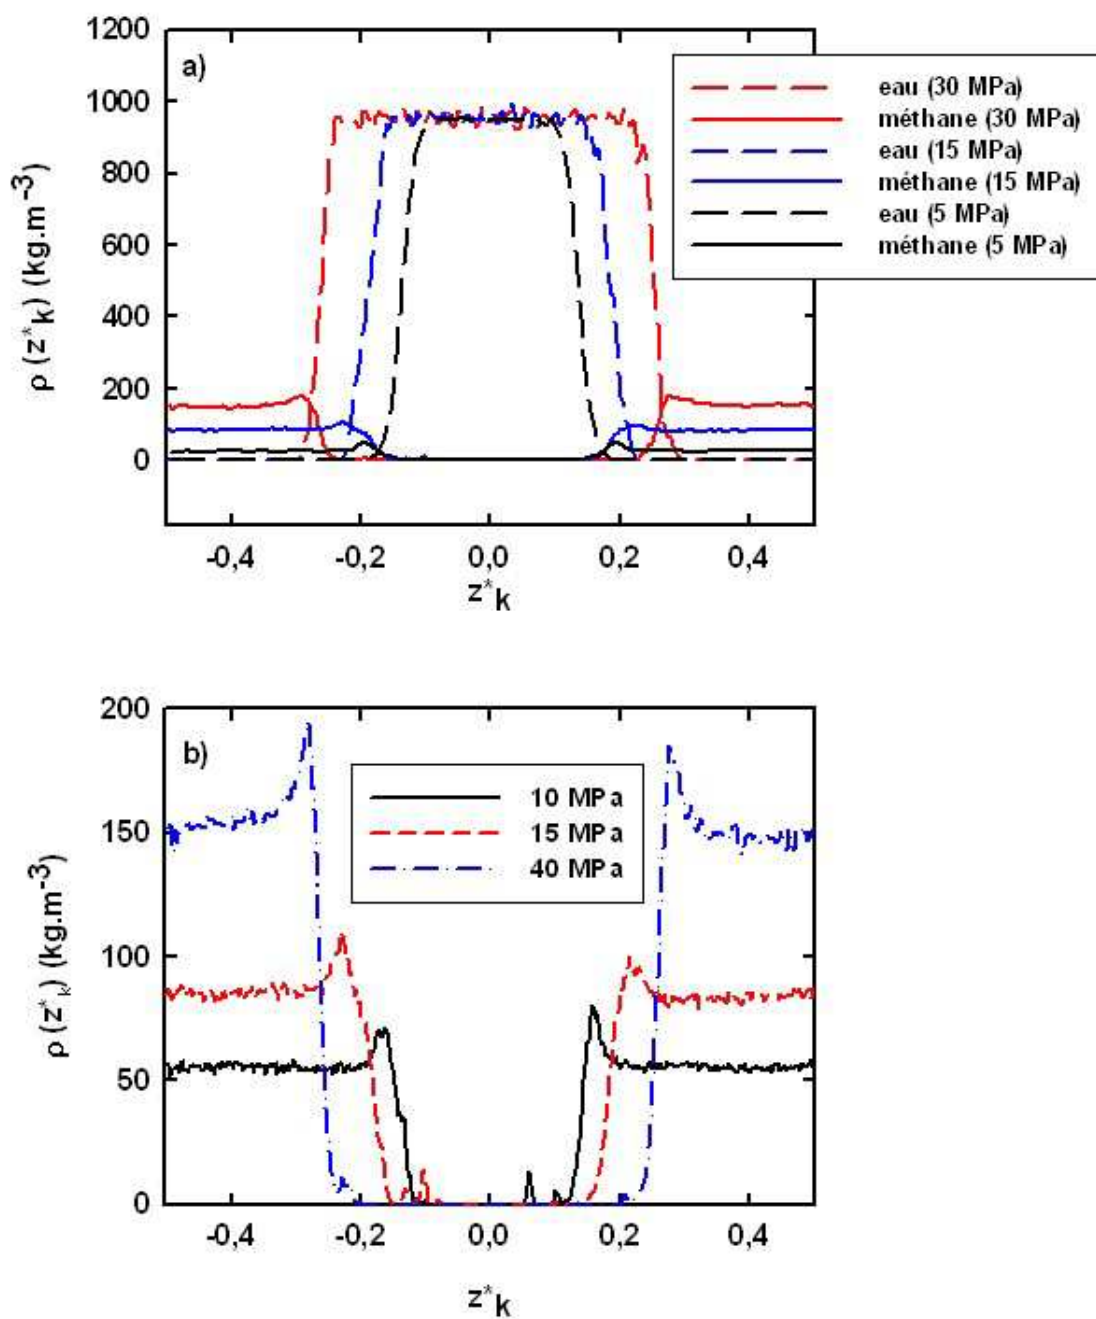 a)
1200
1000
800
600
400
200
0
ρ (z*k) (kg.m-3)
eau (30 MPa)
méthane (30 MPa)
eau (15 MPa)
méthane (15 MPa)
eau (5 MPa)
méthane (5 MPa)
-0,4 -0,2 0,0 0,2 0,4
z*k
b)
200
150
100
50
0
ρ (z*k) (kg.m-3)
10 MPa
15 MPa
40 MPa
-0,4 -0,2 0,0 0,2 0,4
z*k